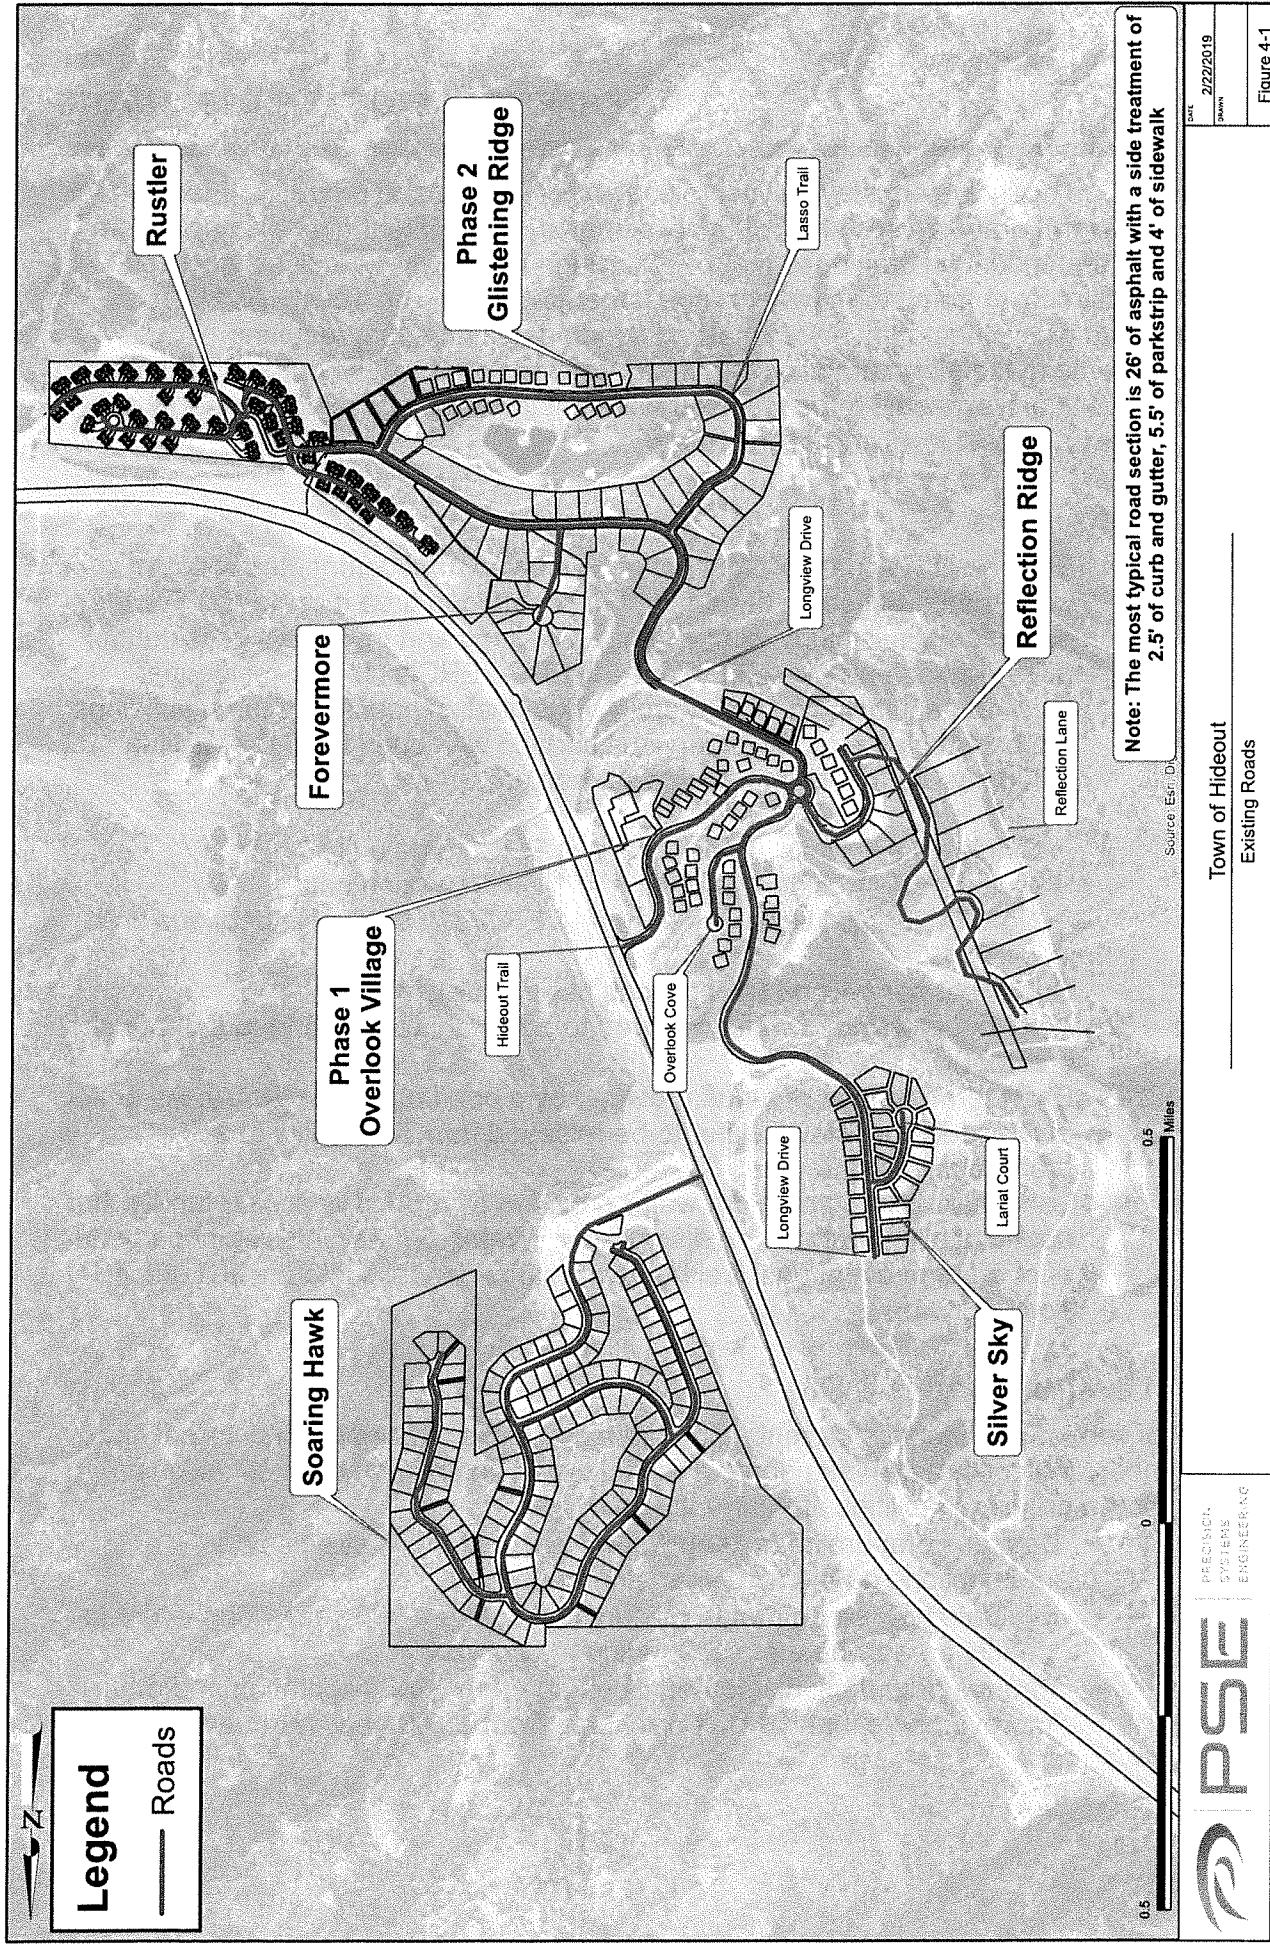 N
Legend
Roads
Soaring Hawk
Phase 1
Overlook Village
Forevermore
Rustler
Phase 2
Glistening Ridge
Hideout Trail
Overlook Cove
Longview Drive
Lasso Trail
Longview Drive
Silver Sky
Lariat Court
Reflection Lane
Reflection Ridge
Note: The most typical road section is 26' of asphalt with a side treatment of
2.5' of curb and gutter, 5.5' of parkstrip and 4' of sidewalk
Source: Esri
0.5
0
0.5
Miles
PSE
PRECISION
SYSTEMS
ENGINEERING
Town of Hideout
Existing Roads
DATE
2/22/2019
DRAWN
Figure 4-1